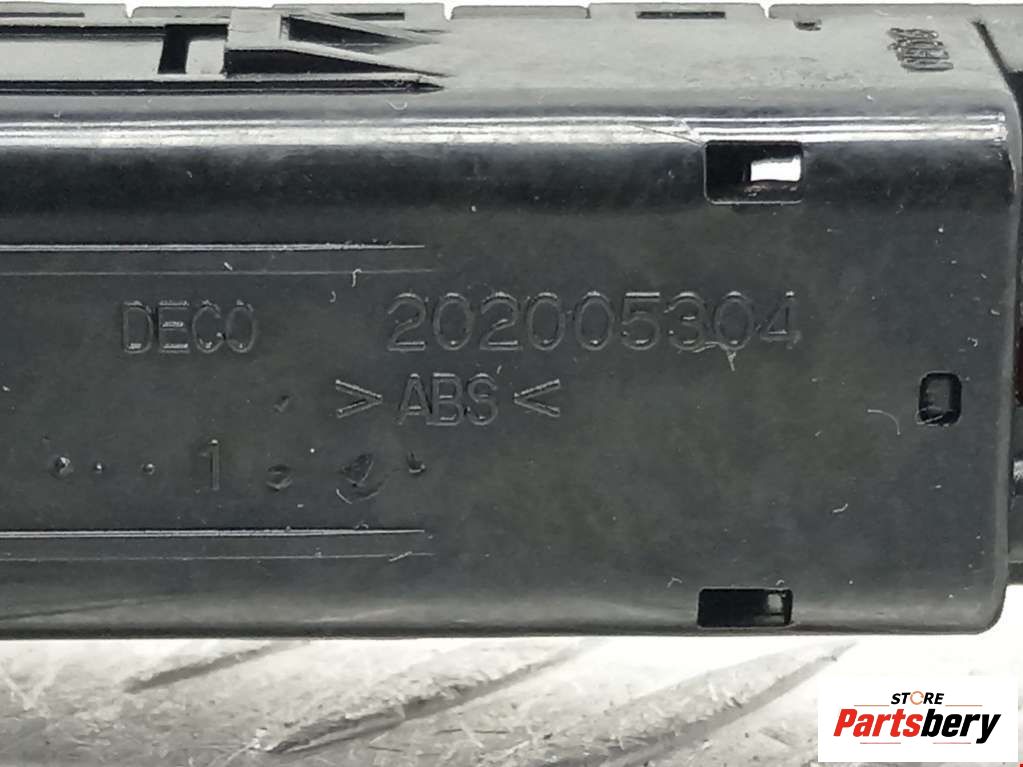 DECO 202005304
>ABS<
1
STORE
Partsbery